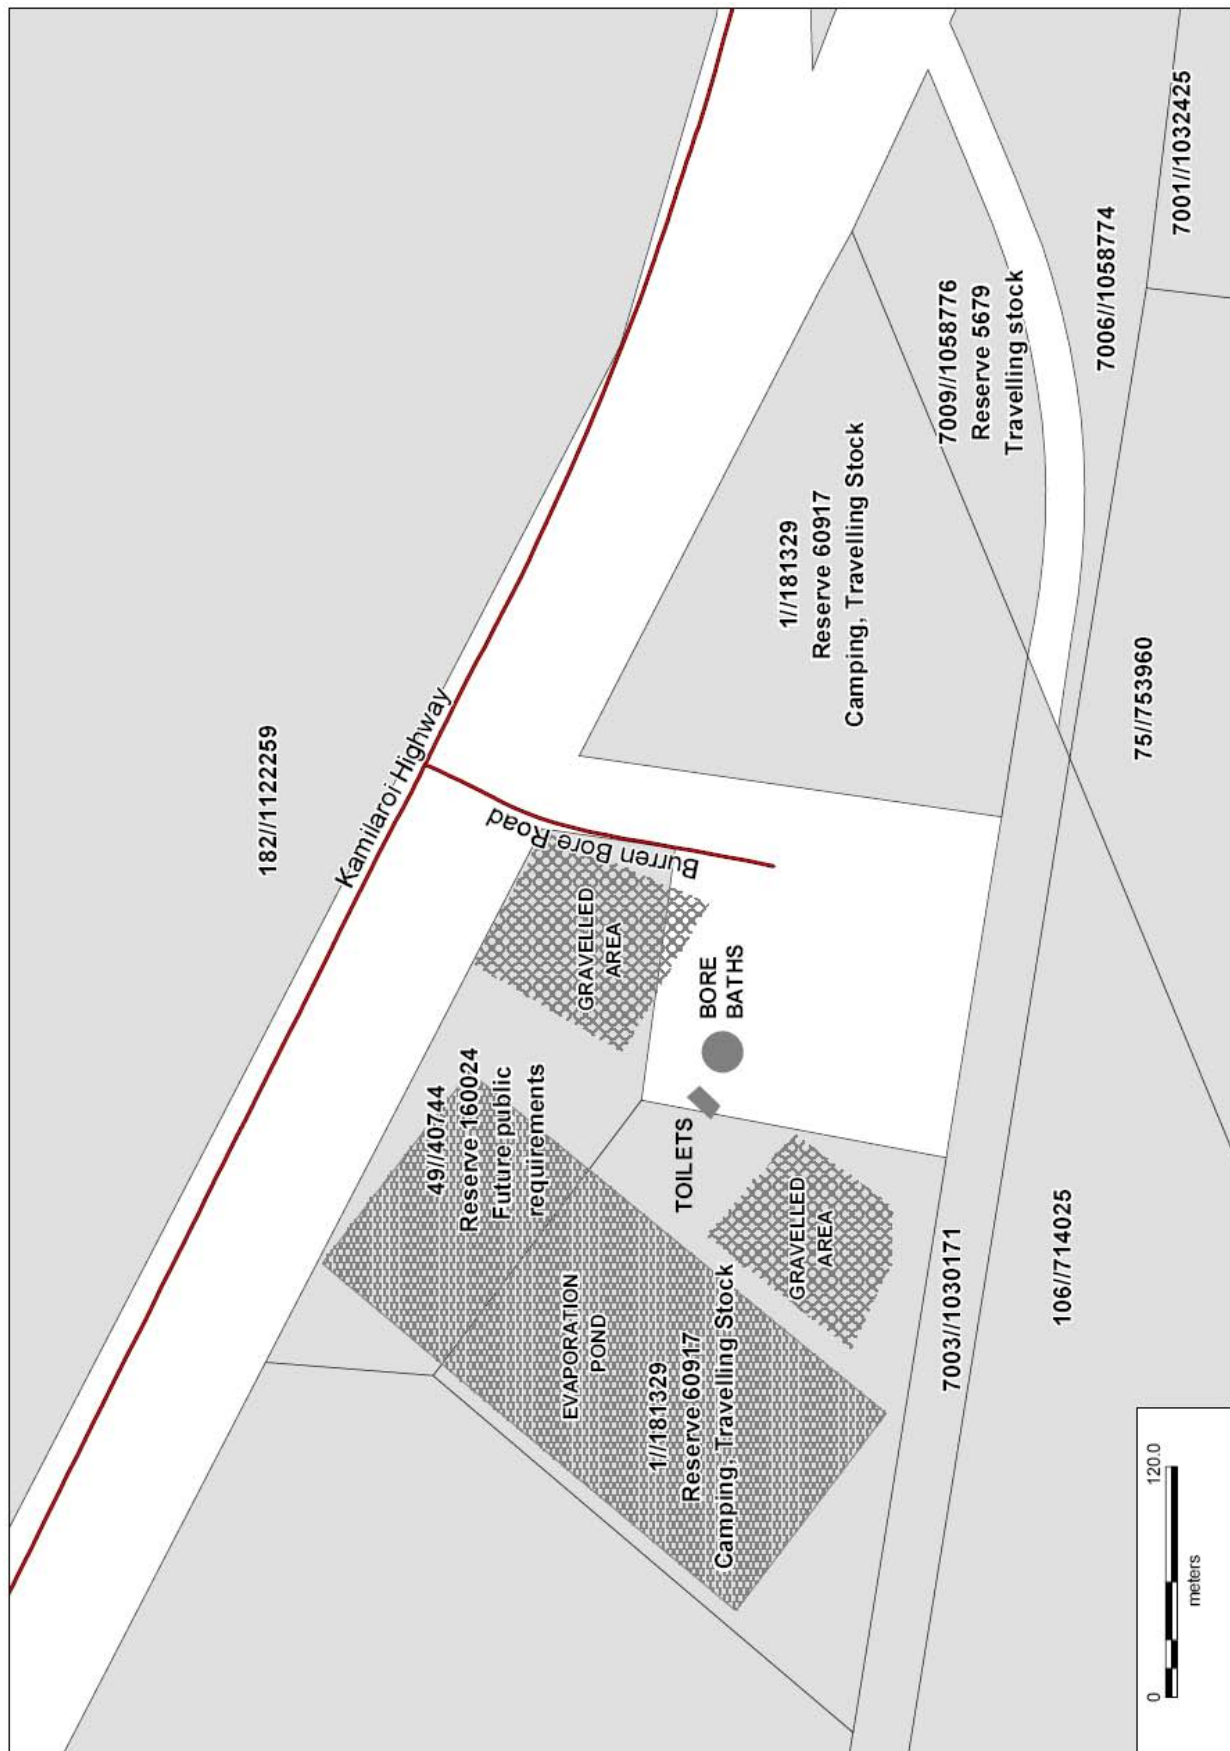 182//1122259
Kamilaroi Highway
Burren Bore Road
GRAVELLED
AREA
49//40744
Reserve 160024
Future public
requirements
EVAPORATION
POND
1//181329
Reserve 60917
Camping, Travelling Stock
TOILETS
BORE
BATHS
GRAVELLED
AREA
1//181329
Reserve 60917
Camping, Travelling Stock
7009//1058776
Reserve 5679
Travelling stock
7006//1058774
7001//1032425
75//753960
7003//1030171
106//714025
0 120.0
meters